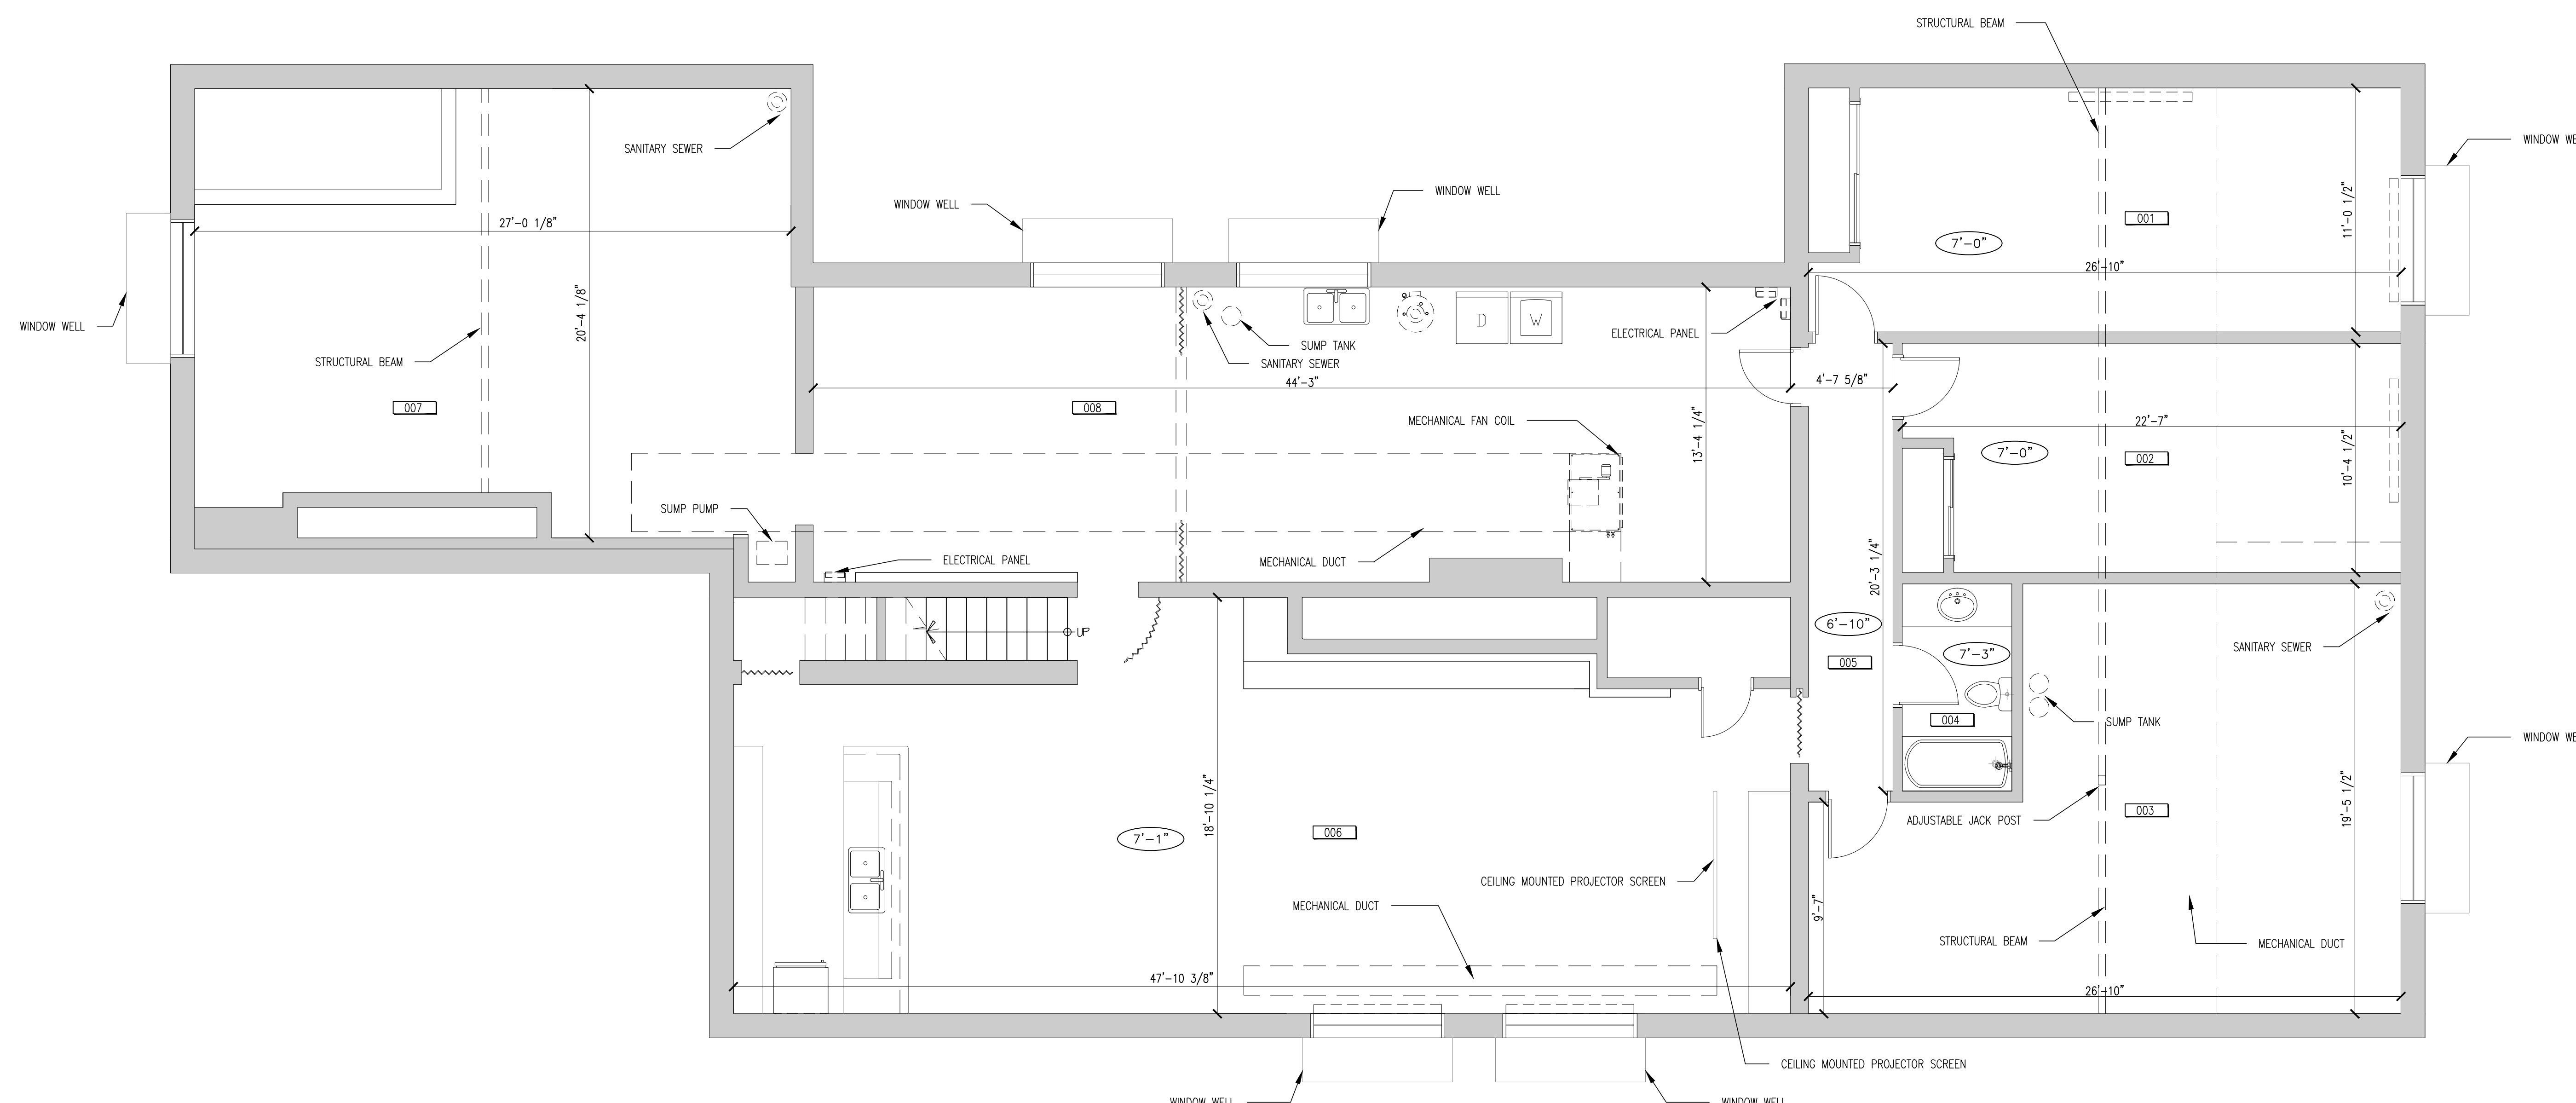 STRUCTURAL BEAM
WINDOW WE
SANITARY SEWER
WINDOW WELL
WINDOW WELL
27'-0 1/8"
001
11'-0 1/2"
7'-0"
26'-10"
20'-4 1/8"
WINDOW WELL
ELECTRICAL PANEL
SUMP TANK
D
W
STRUCTURAL BEAM
SANITARY SEWER
44'-3"
4'-7 5/8"
007
008
MECHANICAL FAN COIL
13'-4 1/4"
22'-7"
7'-0"
002
10'-4 1/2"
SUMP PUMP
ELECTRICAL PANEL
MECHANICAL DUCT
20'-3 1/4"
UP
6'-10"
7'-3"
SANITARY SEWER
005
004
SUMP TANK
WINDOW WE
18'-10 1/4"
7'-1"
006
ADJUSTABLE JACK POST
003
19'-5 1/2"
CEILING MOUNTED PROJECTOR SCREEN
MECHANICAL DUCT
9'-7"
STRUCTURAL BEAM
MECHANICAL DUCT
47'-10 3/8"
26'-10"
CEILING MOUNTED PROJECTOR SCREEN
WINDOW WELL
WINDOW WELL